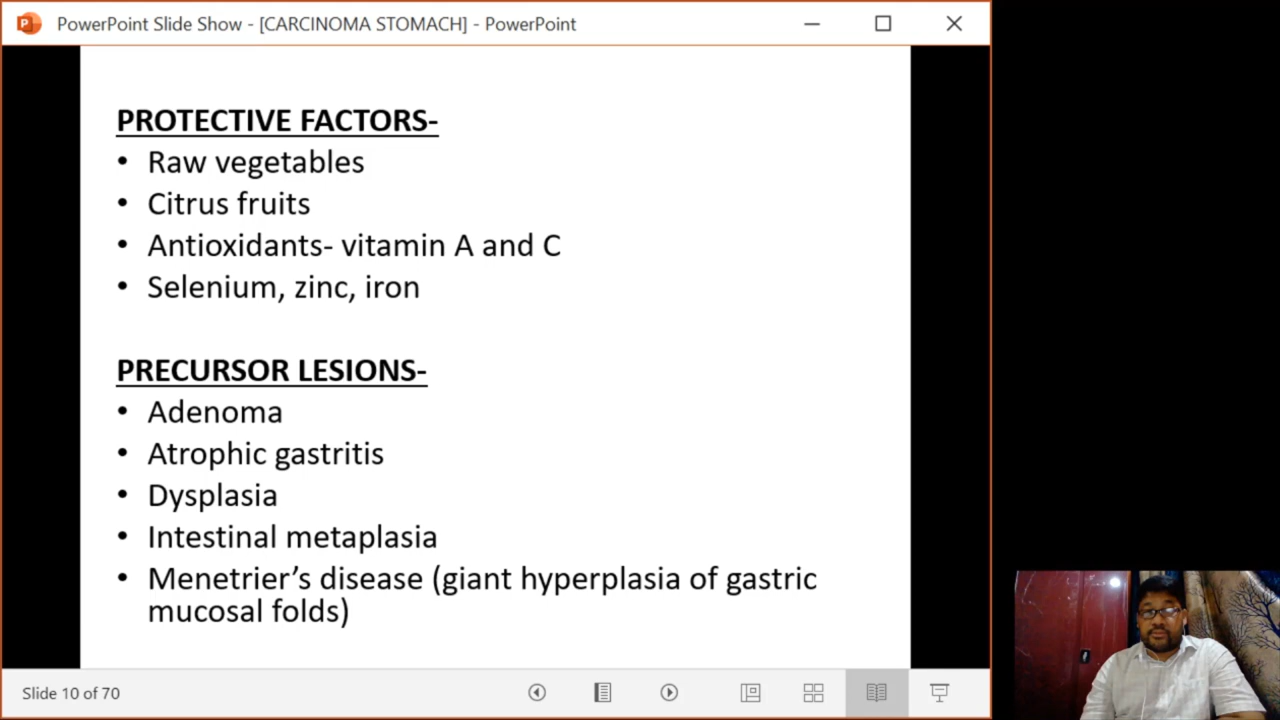 PowerPoint Slide Show - [CARCINOMA STOMACH] - PowerPoint
PROTECTIVE FACTORS-
• Raw vegetables
• Citrus fruits
• Antioxidants- vitamin A and C
• Selenium, zinc, iron
PRECURSOR LESIONS-
• Adenoma
• Atrophic gastritis
• Dysplasia
• Intestinal metaplasia
• Menetrier’s disease (giant hyperplasia of gastric
mucosal folds)
Slide 10 of 70